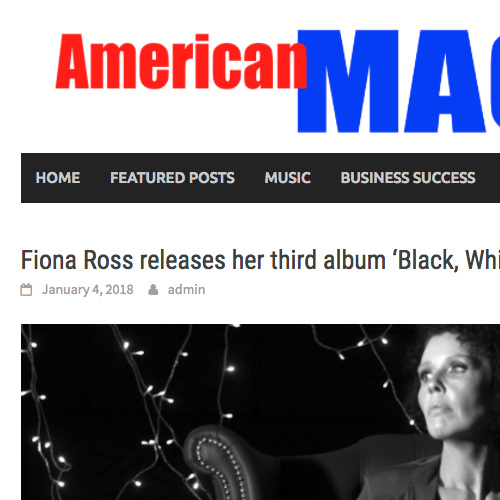 American MAG
HOME FEATURED POSTS MUSIC BUSINESS SUCCESS
Fiona Ross releases her third album ‘Black, Whi
January 4, 2018 admin